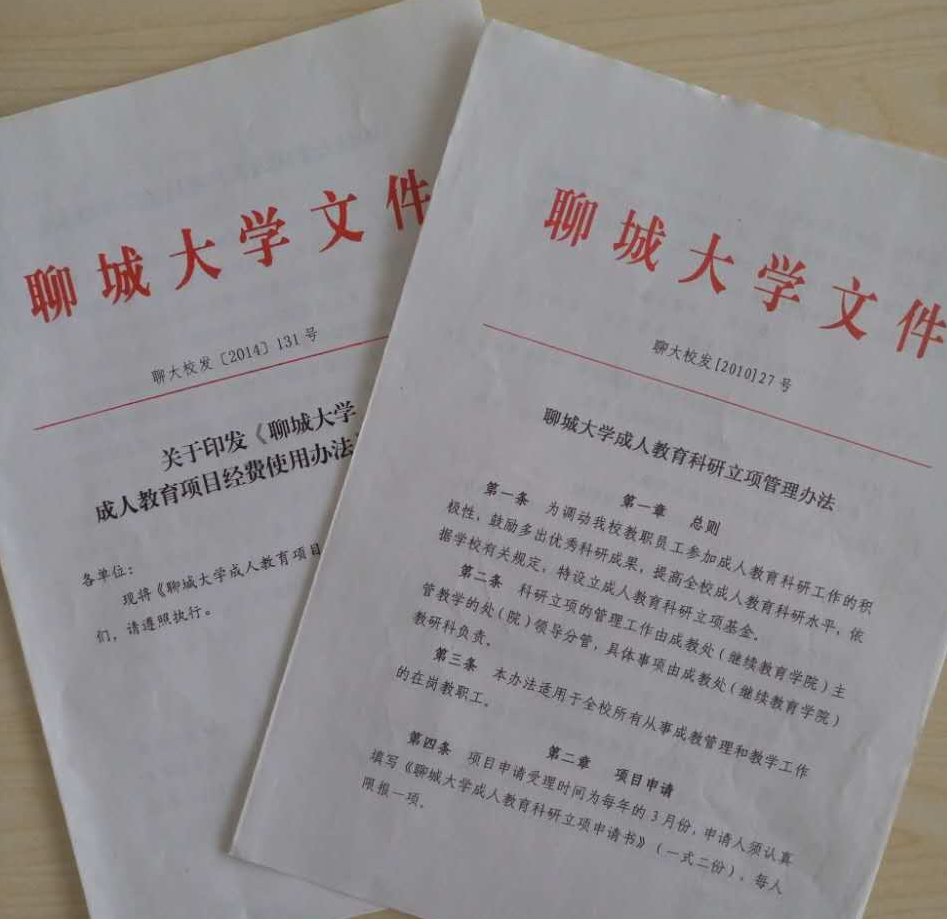 聊城大学文件
聊大校发〔2014〕131号
关于印发《聊城大学
成人教育项目经费使用办法
各单位：
现将《聊城大学成人教育项目
们，请遵照执行。
聊城大学文件
聊大校发[2010]27号
聊城大学成人教育科研立项管理办法
第一章 总则
第一条 为调动我校教职员工参加成人教育科研工作的积
极性，鼓励多出优秀科研成果，提高全校成人教育科研水平，依
据学校有关规定，特设立成人教育科研立项基金。
第二条 科研立项的管理工作由成教处（继续教育学院）主
管教学的处（院）领导分管，具体事项由成教处（继续教育学院）
教研科负责。
第三条 本办法适用于全校所有从事成教管理和教学工作
的在岗教职工。
第二章 项目申请
第四条 项目申请受理时间为每年的3月份，申请人须认真
填写《聊城大学成人教育科研立项申请书》（一式二份），每人
限报一项。